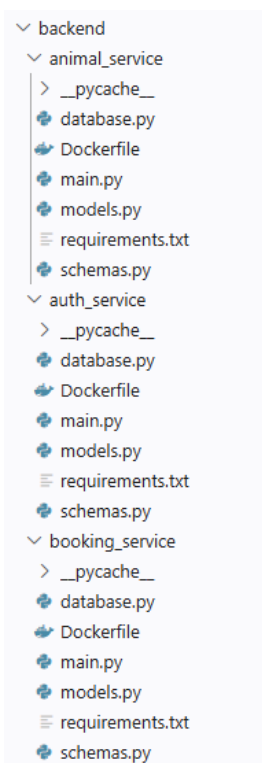 backend
animal_service
__pycache__
database.py
Dockerfile
main.py
models.py
requirements.txt
schemas.py
auth_service
__pycache__
database.py
Dockerfile
main.py
models.py
requirements.txt
schemas.py
booking_service
__pycache__
database.py
Dockerfile
main.py
models.py
requirements.txt
schemas.py